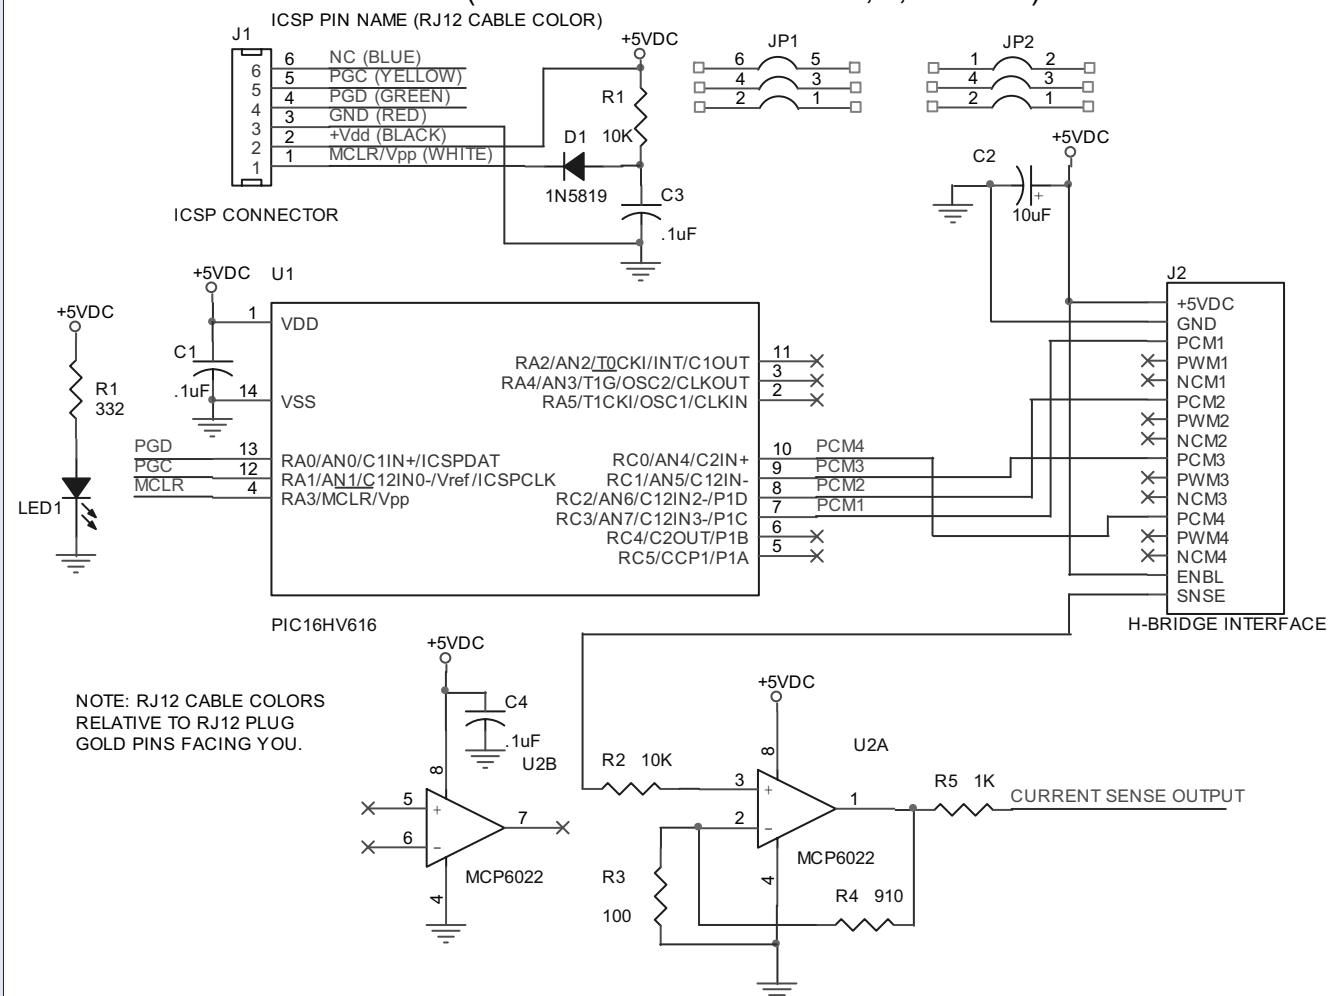 ICSP PIN NAME (RJ12 CABLE COLOR)
J1
6 NC (BLUE)
5 PGC (YELLOW)
4 PGD (GREEN)
3 GND (RED)
2 +Vdd (BLACK)
1 MCLR/Vpp (WHITE)
6
5
4
3
2
1
ICSP CONNECTOR
+5VDC
R1
10K
D1
1N5819
C3
.1uF
JP1
6 5
4 3
2 1
JP2
1 2
4 3
2 1
+5VDC
C2
+
10uF
J2
+5VDC
GND
PCM1
PWM1
NCM1
PCM2
PWM2
NCM2
PCM3
PWM3
NCM3
PCM4
PWM4
NCM4
ENBL
SNSE
H-BRIDGE INTERFACE
+5VDC
U1
+5VDC
C1
.1uF
R1
332
LED1
1 VDD
14 VSS
PGD 13 RA0/AN0/C1IN+/ICSPDAT
PGC 12 RA1/AN1/C12IN0-/Vref/ICSPCLK
MCLR 4 RA3/MCLR/Vpp
RA2/AN2/T0CKI/INT/C1OUT 11
RA4/AN3/T1G/OSC2/CLKOUT 3
RA5/T1CKI/OSC1/CLKIN 2
RC0/AN4/C2IN+ 10 PCM4
RC1/AN5/C12IN- 9 PCM3
RC2/AN6/C12IN2-/P1D 8 PCM2
RC3/AN7/C12IN3-/P1C 7 PCM1
RC4/C2OUT/P1B 6
RC5/CCP1/P1A 5
PIC16HV616
NOTE: RJ12 CABLE COLORS
RELATIVE TO RJ12 PLUG
GOLD PINS FACING YOU.
+5VDC
C4
.1uF
U2B
8
5 +
6 -
7
4
MCP6022
+5VDC
8
U2A
R2 10K
3 +
2 -
1
4
MCP6022
R3
100
R4 910
R5 1K
CURRENT SENSE OUTPUT